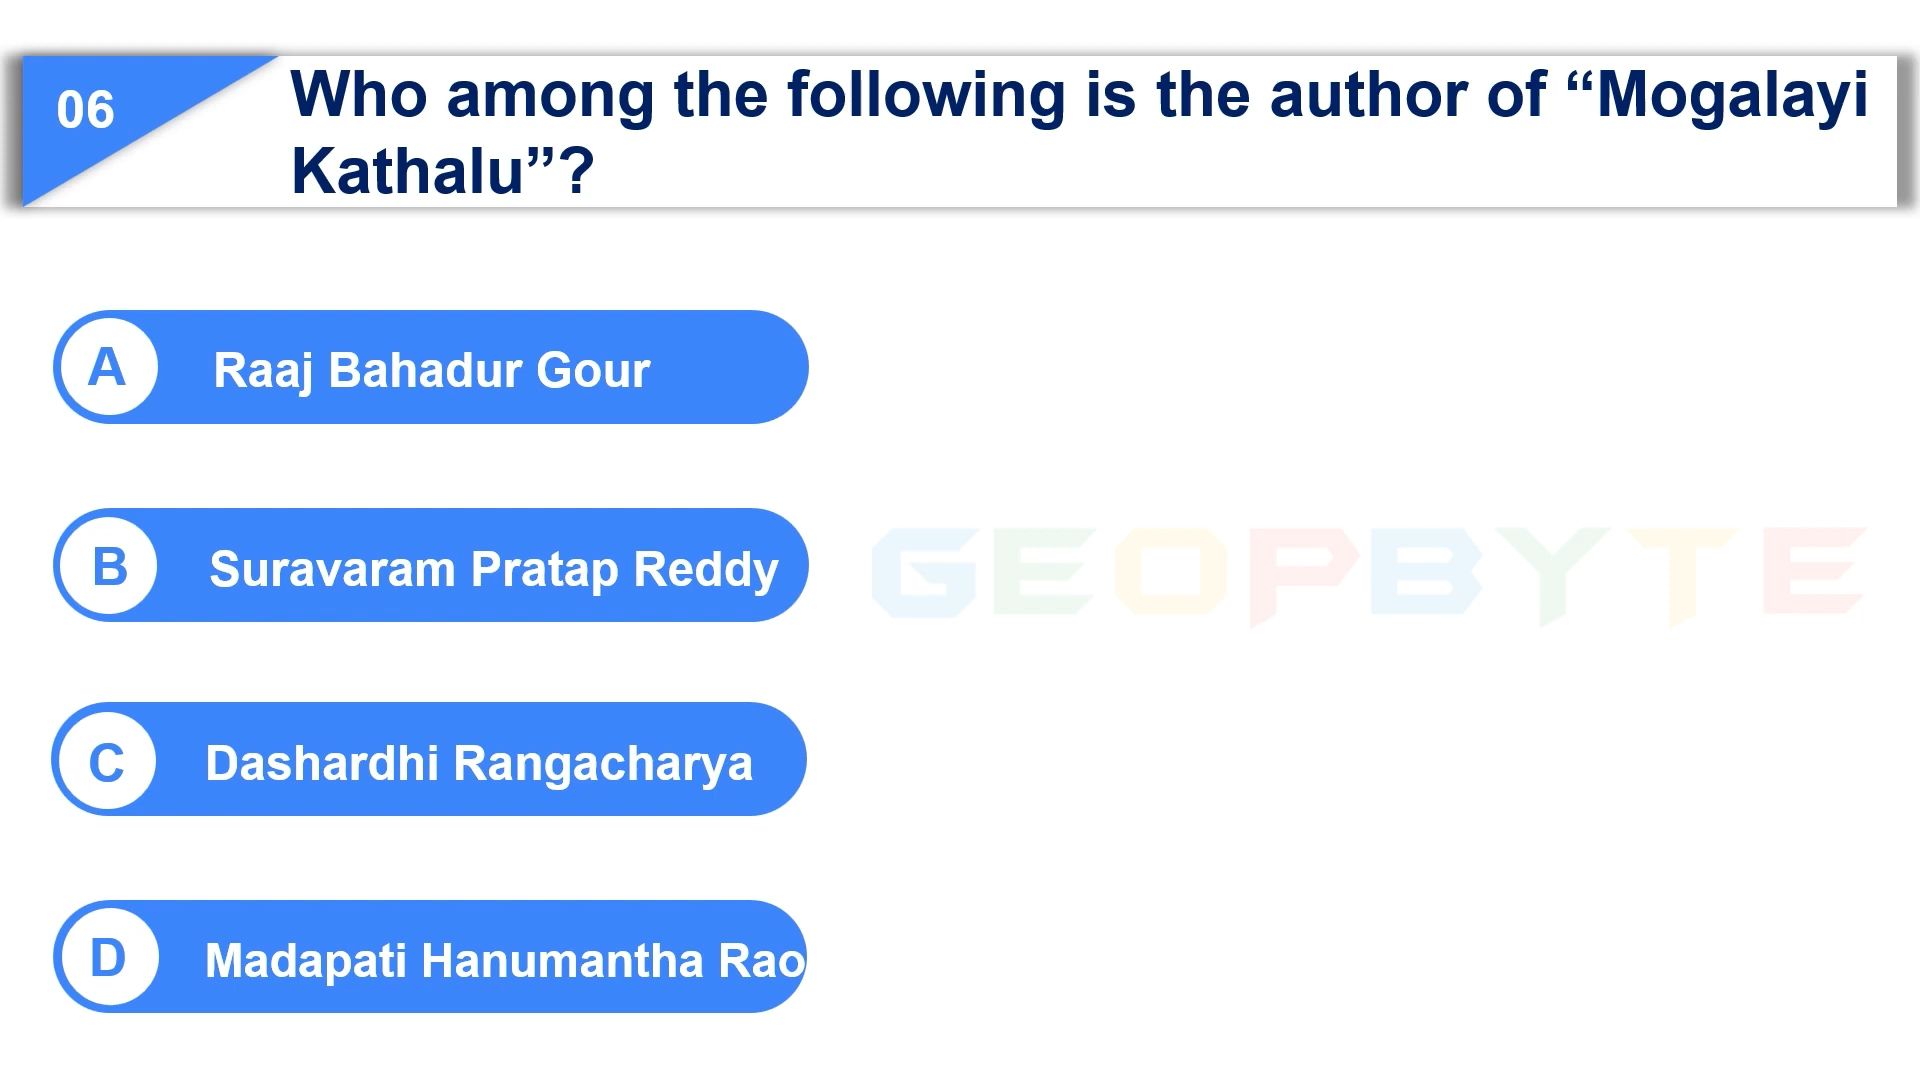 06
Who among the following is the author of “Mogalayi
Kathalu”?
A
Raaj Bahadur Gour
B
Suravaram Pratap Reddy
GEOPBYTE
C
Dashardhi Rangacharya
D
Madapati Hanumantha Rao